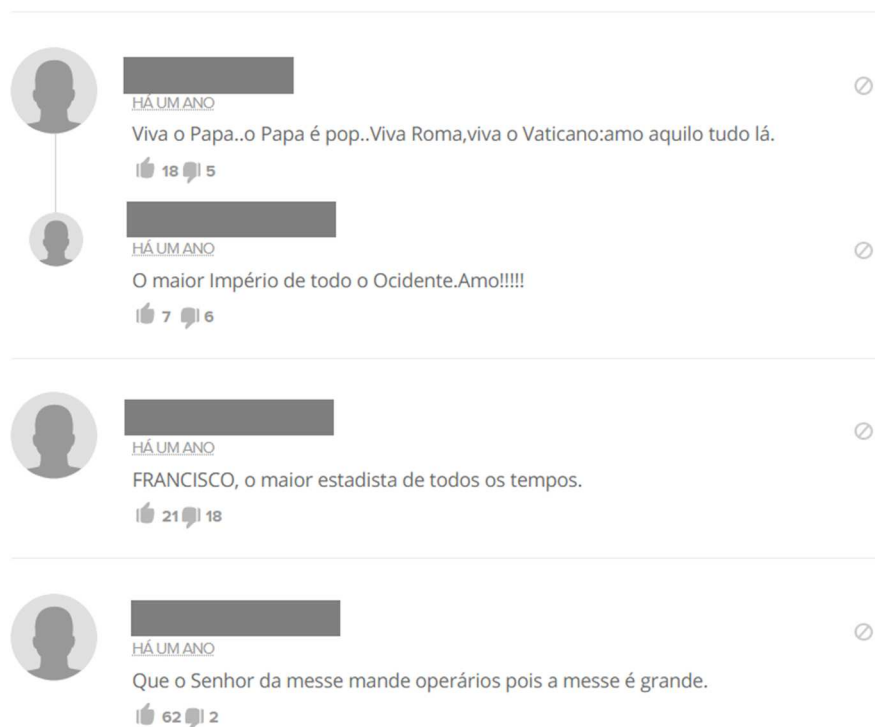 HÁ UM ANO
Viva o Papa..o Papa é pop..Viva Roma,viva o Vaticano:amo aquilo tudo lá.
18 5
HÁ UM ANO
O maior Império de todo o Ocidente.Amo!!!!!
7 6
HÁ UM ANO
FRANCISCO, o maior estadista de todos os tempos.
21 18
HÁ UM ANO
Que o Senhor da messe mande operários pois a messe é grande.
62 2